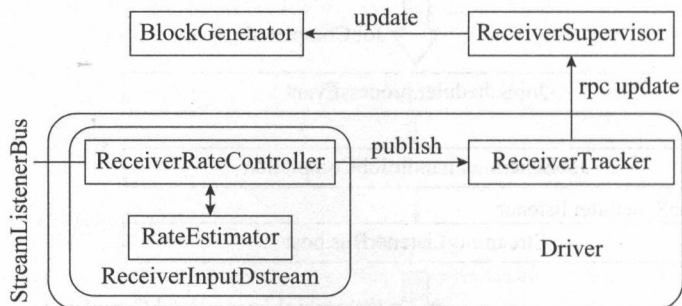 update
BlockGenerator
ReceiverSupervisor
rpc update
StreamListenerBus
ReceiverRateController
publish
ReceiverTracker
RateEstimator
ReceiverInputDstream
Driver